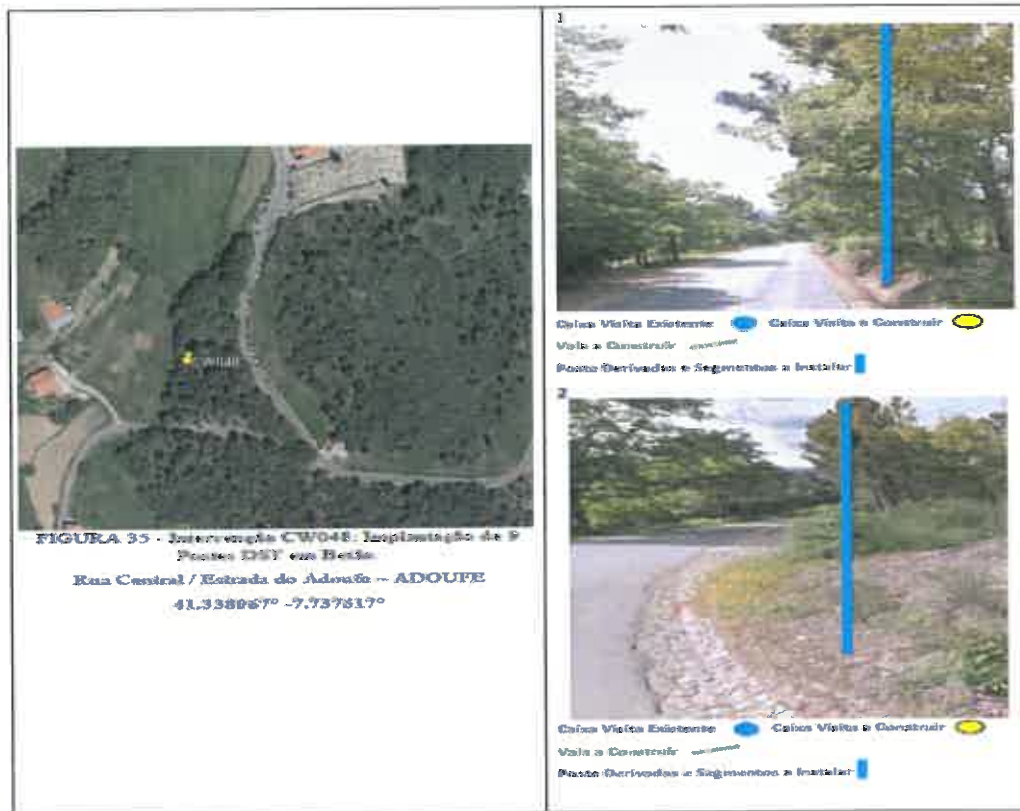 FIGURA 35 - Intervenção CW048: Implantação de 9
Postes DST em Betão
Rua Central / Estrada do Adoufe – ADOUFE
41.338967° -7.737617°
1
Caixa Visita Existente Caixa Visita a Construir
Vala a Construir
Poste Derivados e Segmentos a Instalar
2
Caixa Visita Existente Caixa Visita a Construir
Vala a Construir
Poste Derivados e Segmentos a Instalar